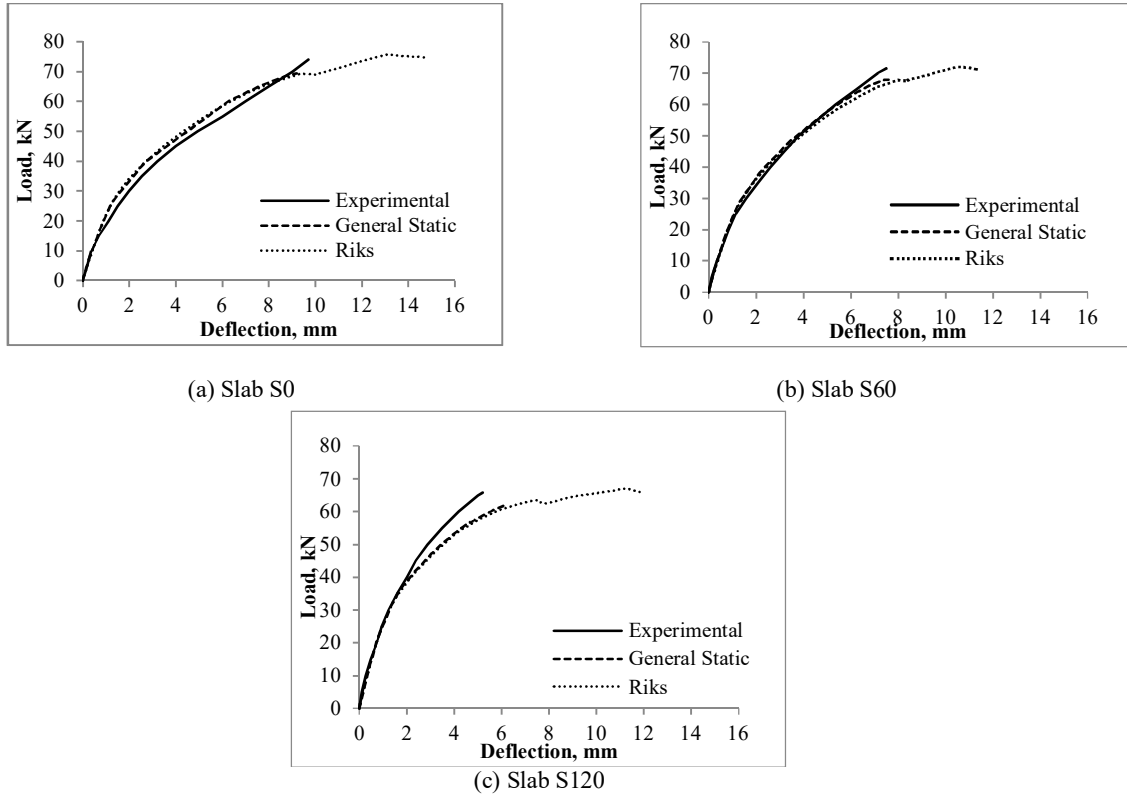 80
70
60
50
40
30
20
10
0
Load, kN
0 2 4 6 8 10 12 14 16
Deflection, mm
Experimental
General Static
Riks
(a) Slab S0
80
70
60
50
40
30
20
10
0
Load, kN
0 2 4 6 8 10 12 14 16
Deflection, mm
Experimental
General Static
Riks
(b) Slab S60
80
70
60
50
40
30
20
10
0
Load, kN
0 2 4 6 8 10 12 14 16
Deflection, mm
Experimental
General Static
Riks
(c) Slab S120